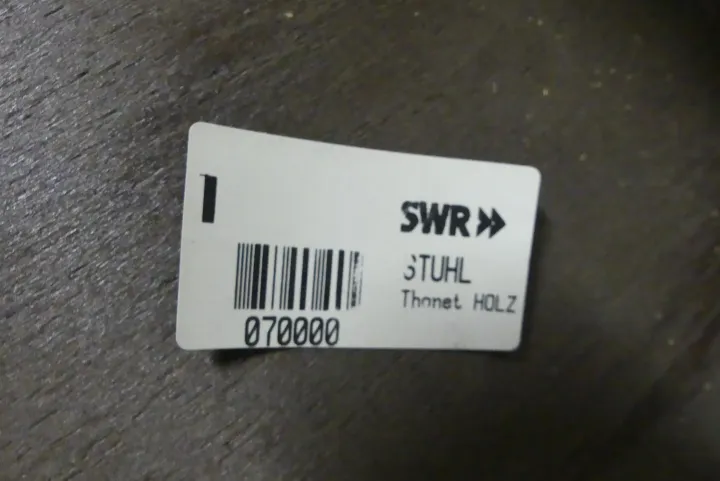 SWR
STUHL
Thonet HOLZ
070000